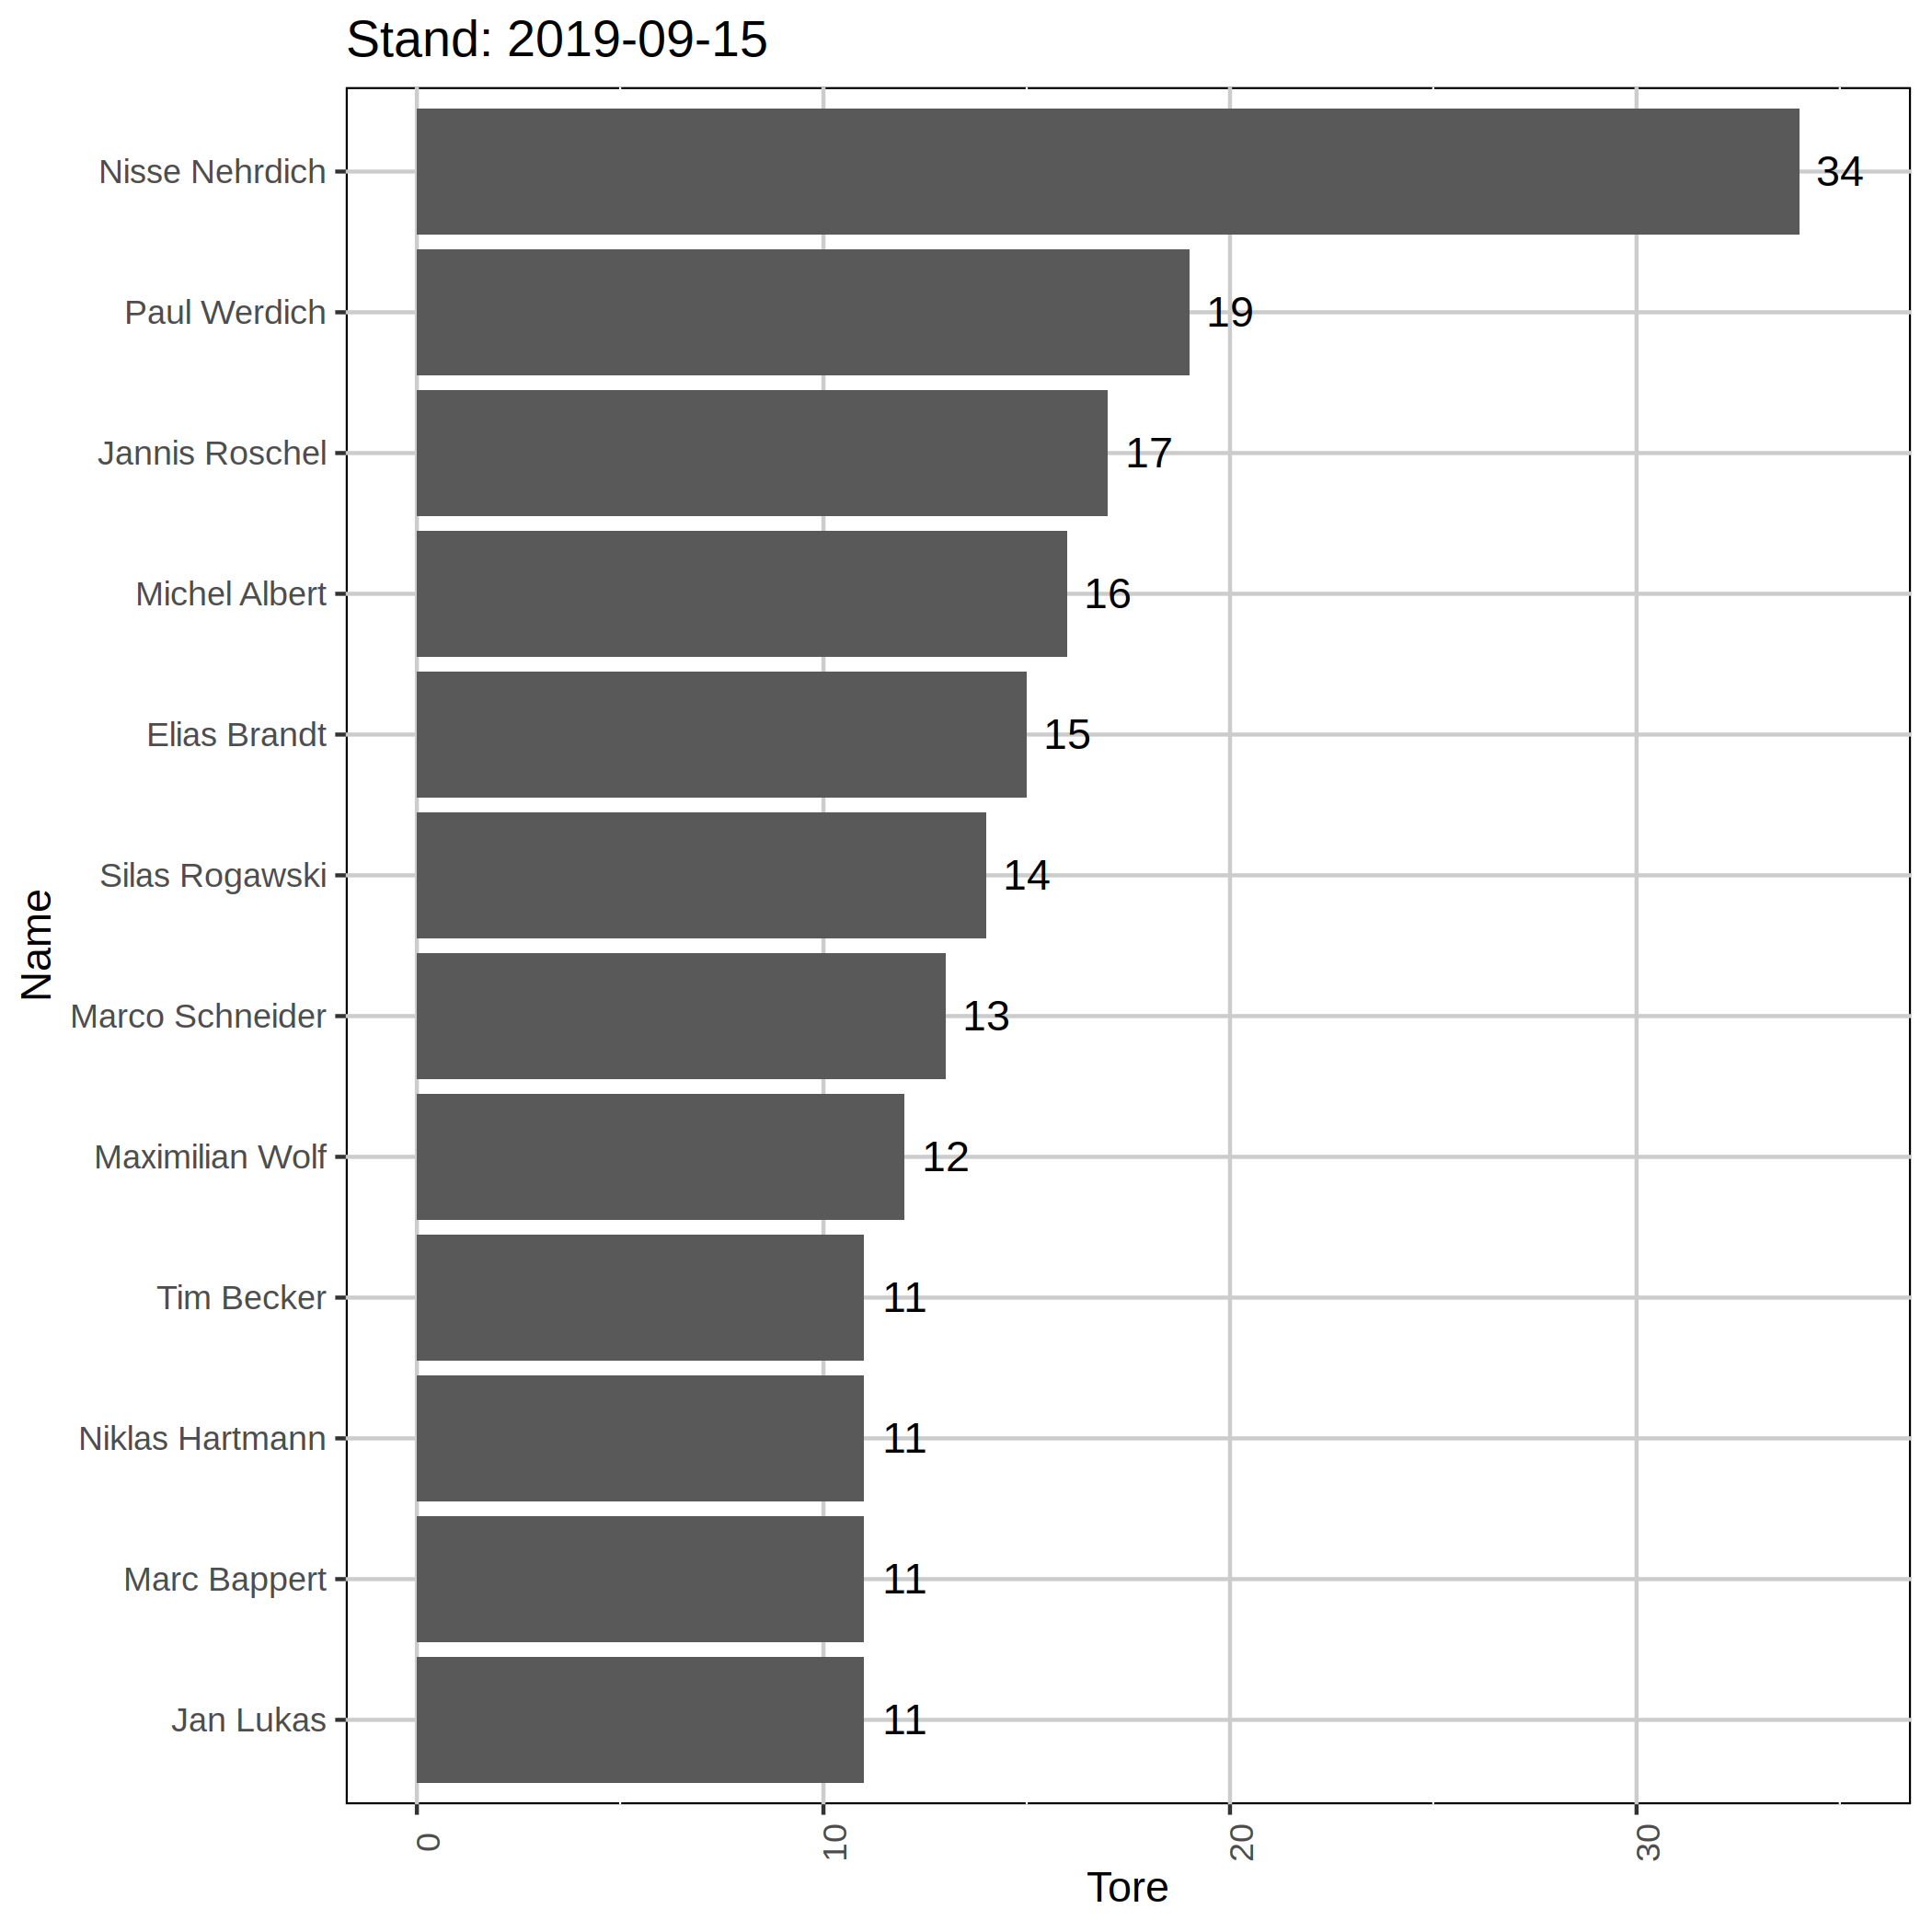 Stand: 2019-09-15
Nisse Nehrdich 34
Paul Werdich 19
Jannis Roschel 17
Michel Albert 16
Elias Brandt 15
Silas Rogawski 14
Name
Marco Schneider 13
Maximilian Wolf 12
Tim Becker 11
Niklas Hartmann 11
Marc Bappert 11
Jan Lukas 11
0 10 20 30
Tore